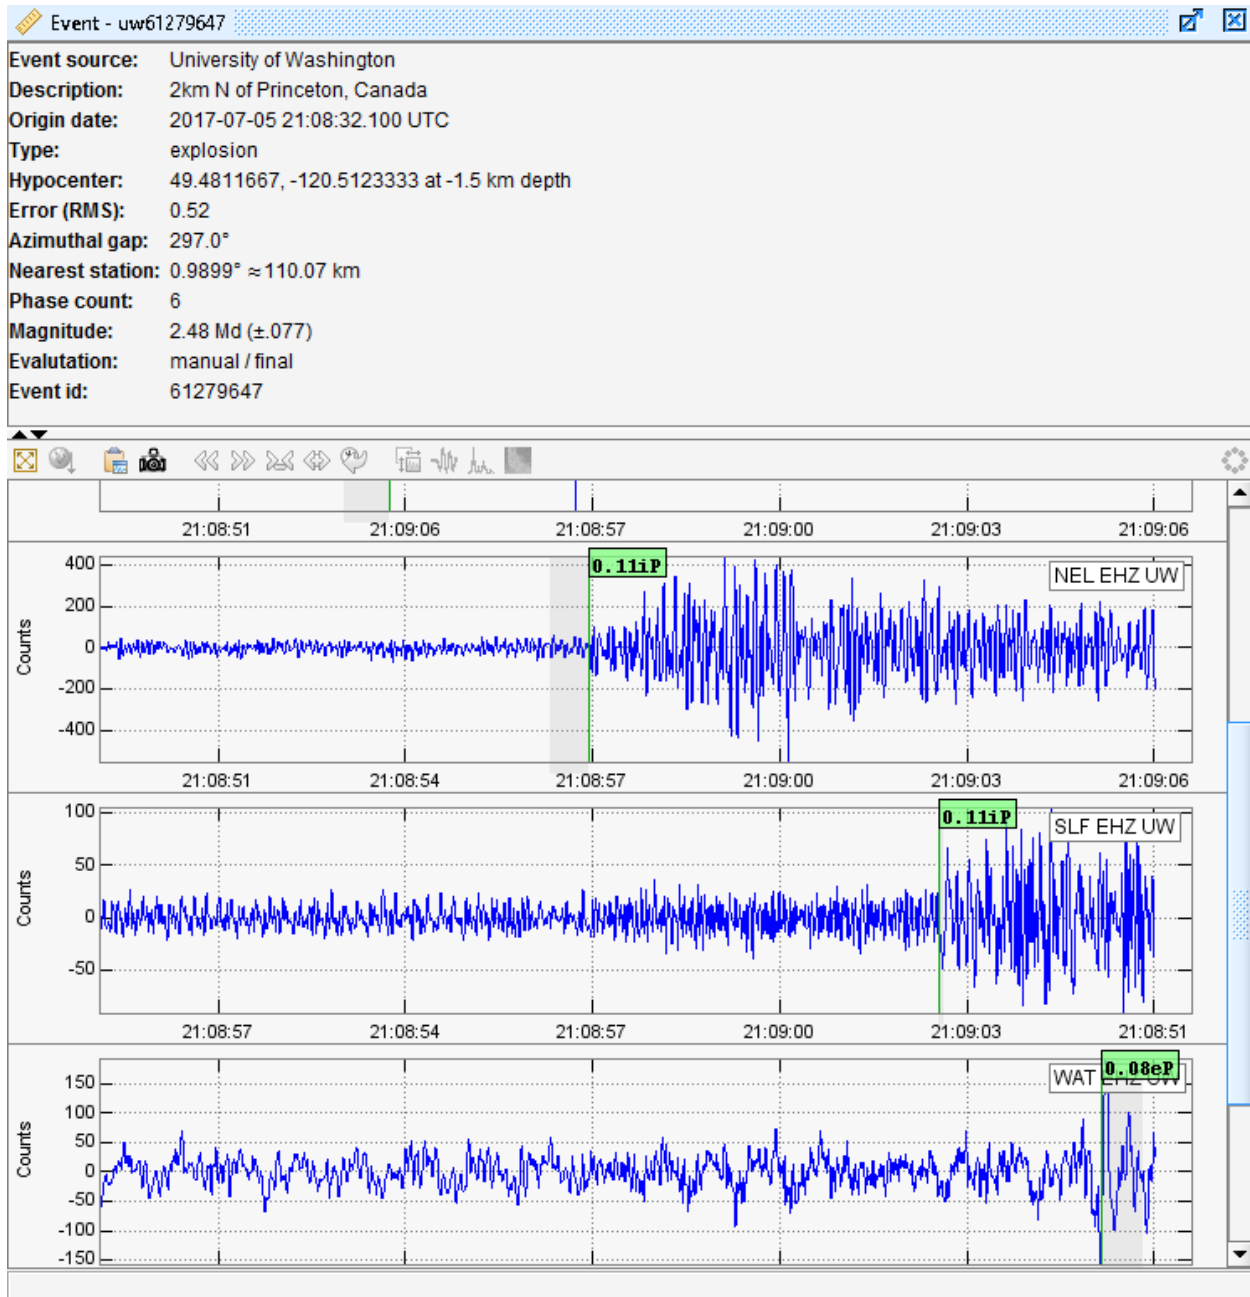 Event - uw61279647
Event source: University of Washington
Description: 2km N of Princeton, Canada
Origin date: 2017-07-05 21:08:32.100 UTC
Type: explosion
Hypocenter: 49.4811667, -120.5123333 at -1.5 km depth
Error (RMS): 0.52
Azimuthal gap: 297.0°
Nearest station: 0.9899° ≈110.07 km
Phase count: 6
Magnitude: 2.48 Md (±.077)
Evalutation: manual / final
Event id: 61279647
21:08:51 21:09:06 21:08:57 21:09:00 21:09:03 21:09:06
0.11iP
NEL EHZ UW
400
200
0
-200
-400
Counts
21:08:51 21:08:54 21:08:57 21:09:00 21:09:03 21:09:06
0.11iP
SLF EHZ UW
100
50
0
-50
Counts
21:08:57 21:08:54 21:08:57 21:09:00 21:09:03 21:08:51
0.08eP
WAT EHZ UW
150
100
50
0
-50
-100
-150
Counts